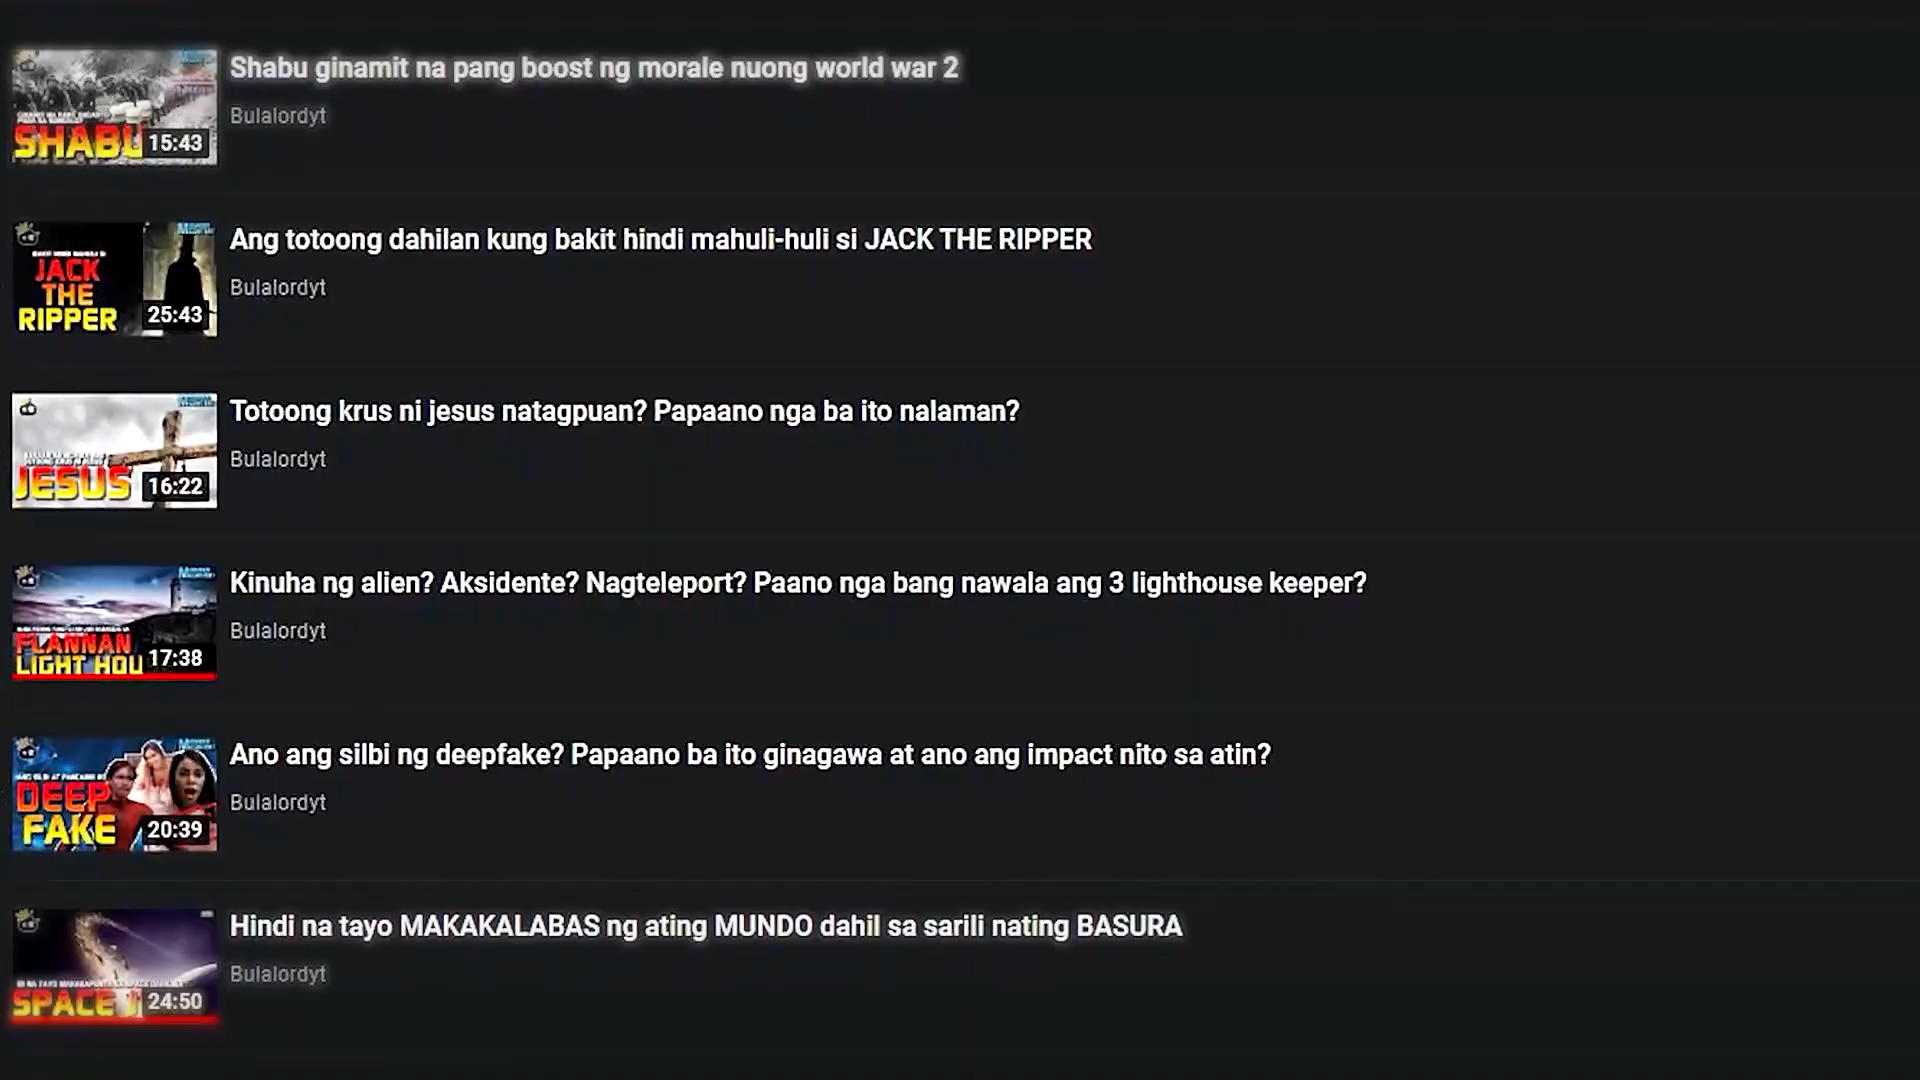 Shabu ginamit na pang boost ng morale nuong world war 2
Bulalordyt
SHABU
15:43
Ang totoong dahilan kung bakit hindi mahuli-huli si JACK THE RIPPER
Bulalordyt
JACK
THE
RIPPER
25:43
Totoong krus ni jesus natagpuan? Papaano nga ba ito nalaman?
Bulalordyt
JESUS
16:22
Kinuha ng alien? Aksidente? Nagteleport? Paano nga bang nawala ang 3 lighthouse keeper?
Bulalordyt
FLANNAN
LIGHT HOU
17:38
Ano ang silbi ng deepfake? Papaano ba ito ginagawa at ano ang impact nito sa atin?
Bulalordyt
DEEP
FAKE
20:39
Hindi na tayo MAKAKALABAS ng ating MUNDO dahil sa sarili nating BASURA
Bulalordyt
SPACE
24:50